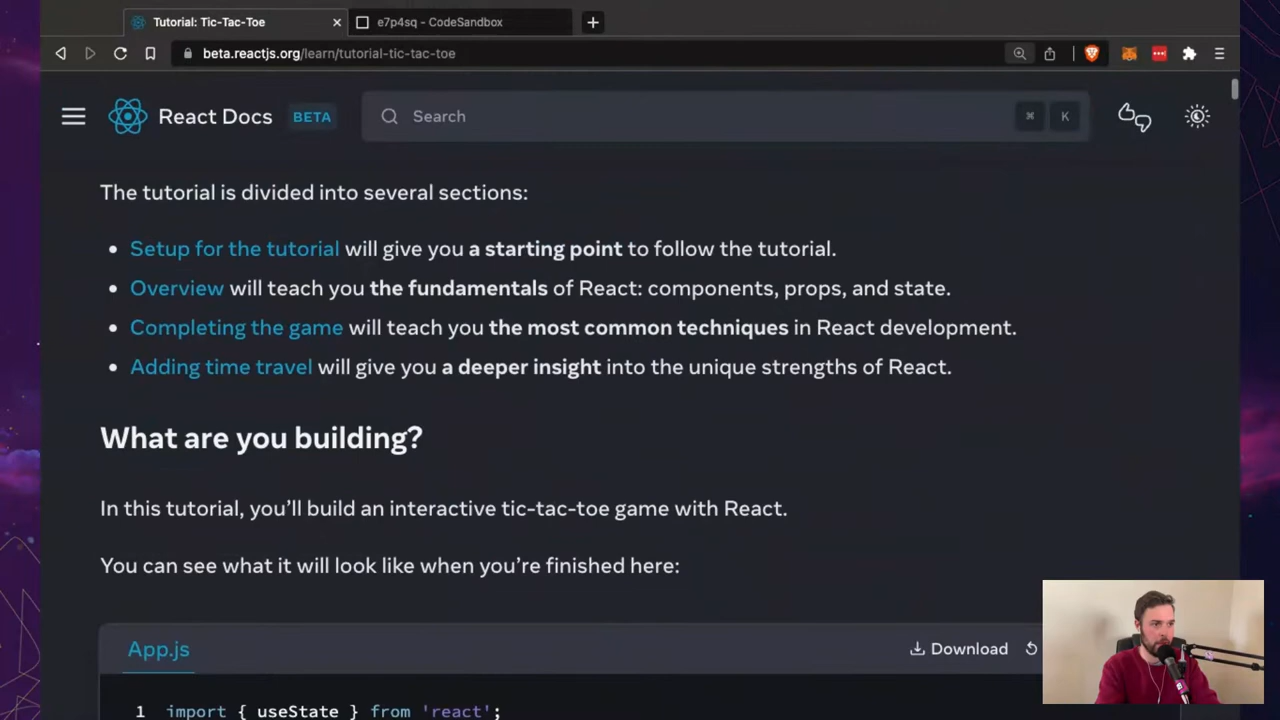 Tutorial: Tic-Tac-Toe
e7p4sq - CodeSandbox
beta.reactjs.org/learn/tutorial-tic-tac-toe
React Docs BETA Search ⌘ K
The tutorial is divided into several sections:
• Setup for the tutorial will give you a starting point to follow the tutorial.
• Overview will teach you the fundamentals of React: components, props, and state.
• Completing the game will teach you the most common techniques in React development.
• Adding time travel will give you a deeper insight into the unique strengths of React.
What are you building?
In this tutorial, you’ll build an interactive tic-tac-toe game with React.
You can see what it will look like when you’re finished here:
App.js Download
1 import { useState } from 'react';